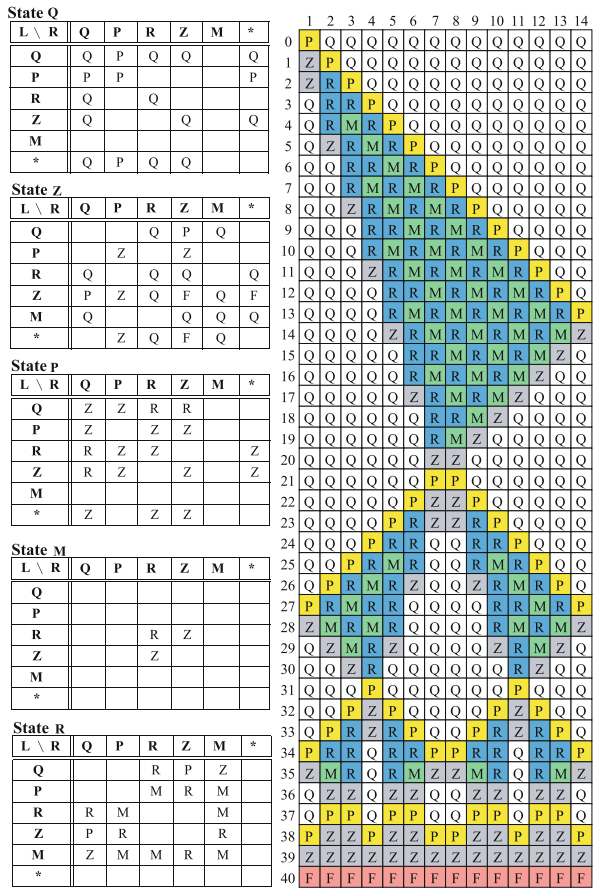 State Q
L \ R Q P R Z M *
Q Q P Q Q Q
P P P P
R Q Q
Z Q Q Q
M
* Q P Q Q
State Z
L \ R Q P R Z M *
Q Q P Q
P Z Z
R Q Q Q Q
Z P Z Q F Q F
M Q Q Q Q
* Z Q F Q
State P
L \ R Q P R Z M *
Q Z Z R R
P Z Z Z
R R Z Z Z
Z R Z Z Z
M
* Z Z Z
State M
L \ R Q P R Z M *
Q
P
R R Z
Z Z
M
*
State R
L \ R Q P R Z M *
Q R P Z
P M R M
R R M M
Z P R R
M Z M M R M
*
1 2 3 4 5 6 7 8 9 10 11 12 13 14
0 P Q Q Q Q Q Q Q Q Q Q Q Q Q
1 Z P Q Q Q Q Q Q Q Q Q Q Q Q
2 Z R P Q Q Q Q Q Q Q Q Q Q Q
3 Q R R P Q Q Q Q Q Q Q Q Q Q
4 Q R M R P Q Q Q Q Q Q Q Q Q
5 Q Z R M R P Q Q Q Q Q Q Q Q
6 Q Q R R M R P Q Q Q Q Q Q Q
7 Q Q R M R M R P Q Q Q Q Q Q
8 Q Q Z R M R M R P Q Q Q Q Q
9 Q Q Q R R M R M R P Q Q Q Q
10 Q Q Q R M R M R M R P Q Q Q
11 Q Q Q Z R M R M R M R P Q Q
12 Q Q Q Q R R M R M R M R P Q
13 Q Q Q Q R M R M R M R M R P
14 Q Q Q Q Z R M R M R M R M Z
15 Q Q Q Q Q R R M R M R M Z Q
16 Q Q Q Q Q R M R M R M Z Q Q
17 Q Q Q Q Q Z R M R M Z Q Q Q
18 Q Q Q Q Q Q R R M Z Q Q Q Q
19 Q Q Q Q Q Q R M Z Q Q Q Q Q
20 Q Q Q Q Q Q Z Z Q Q Q Q Q Q
21 Q Q Q Q Q Q P P Q Q Q Q Q Q
22 Q Q Q Q Q P Z Z P Q Q Q Q Q
23 Q Q Q Q P R Z Z R P Q Q Q Q
24 Q Q Q P R R Q Q R R P Q Q Q
25 Q Q P R M R Q Q R M R P Q Q
26 Q P R M R Z Q Q Z R M R P Q
27 P R M R R Q Q Q Q R R M R P
28 Z M R M R Q Q Q Q R M R M Z
29 Q Z M R Z Q Q Q Q Z R M Z Q
30 Q Q Z R Q Q Q Q Q Q R Z Q Q
31 Q Q Q P Q Q Q Q Q Q P Q Q Q
32 Q Q P Z P Q Q Q Q P Z P Q Q
33 Q P R Z R P Q Q P R Z R P Q
34 P R R Q R R P P R R Q R R P
35 Z M R Q R M Z Z M R Q R M Z
36 Q Z Z Q Z Z Q Q Z Z Q Z Z Q
37 Q P P Q P P Q Q P P Q P P Q
38 P Z Z P Z Z P P Z Z P Z Z P
39 Z Z Z Z Z Z Z Z Z Z Z Z Z Z
40 F F F F F F F F F F F F F F